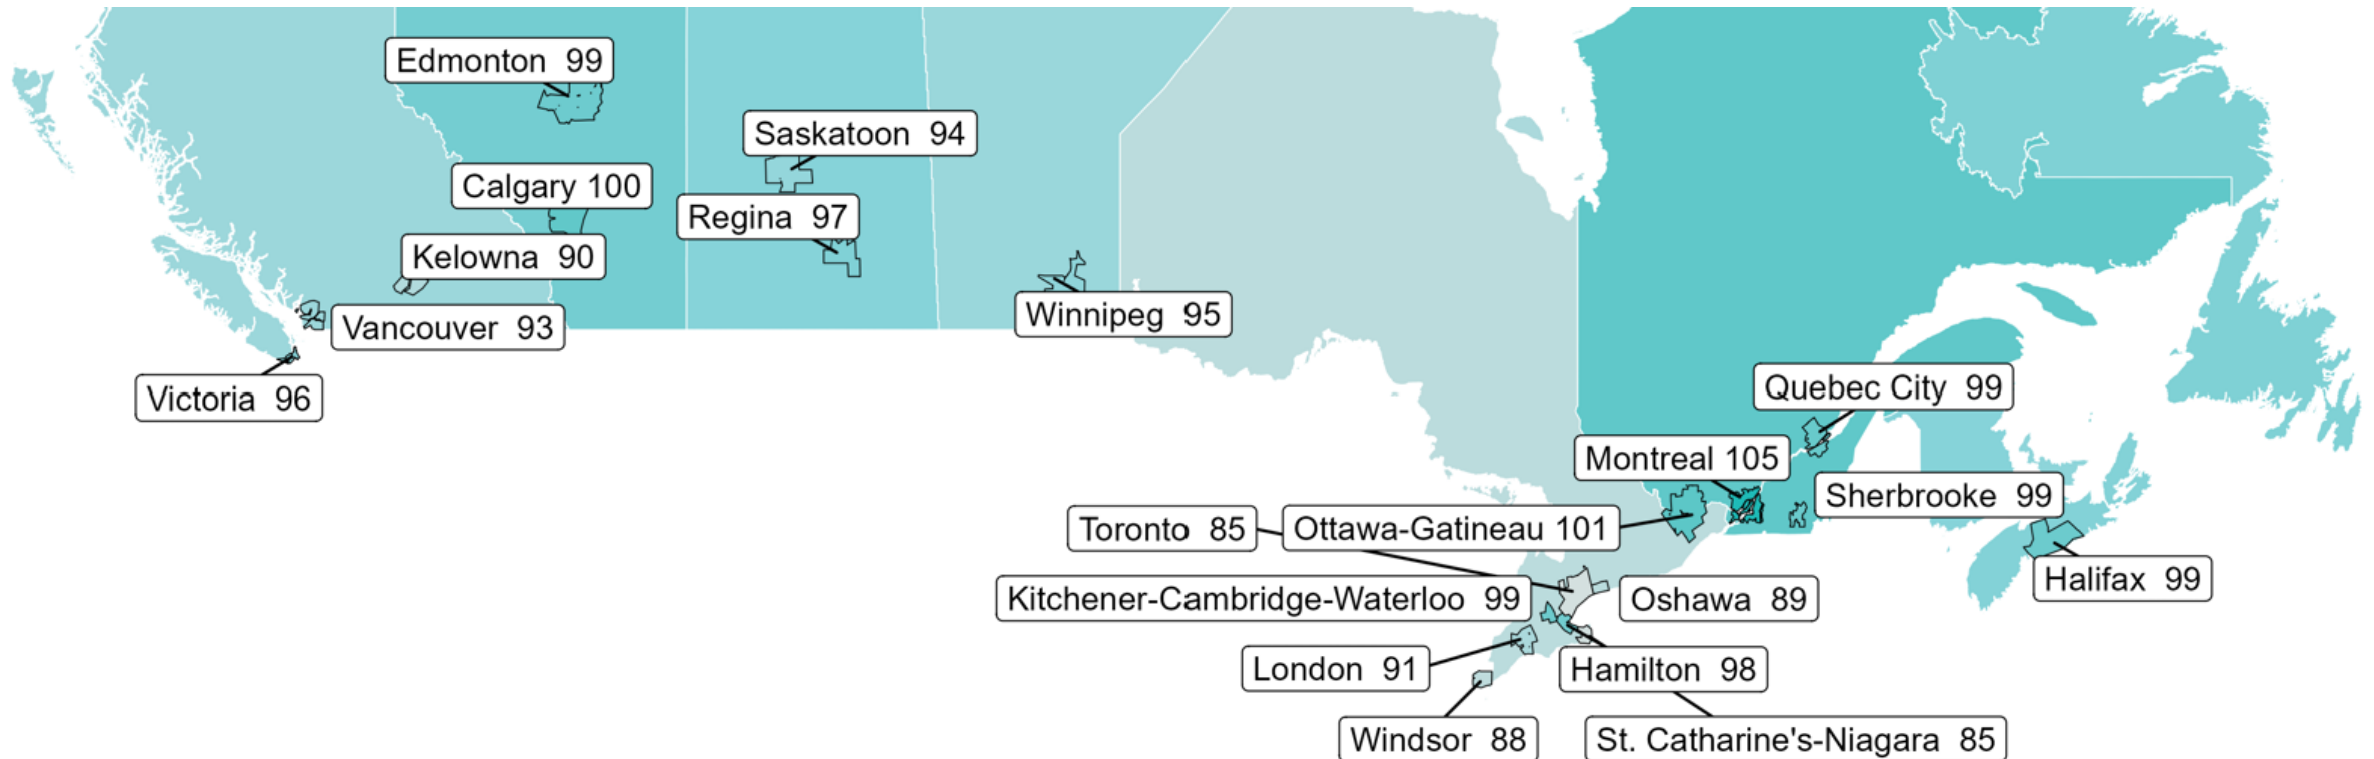 Edmonton 99
Saskatoon 94
Calgary 100
Regina 97
Kelowna 90
Winnipeg 95
Vancouver 93
Victoria 96
Quebec City 99
Montreal 105
Sherbrooke 99
Toronto 85
Ottawa-Gatineau 101
Halifax 99
Kitchener-Cambridge-Waterloo 99
Oshawa 89
London 91
Hamilton 98
Windsor 88
St. Catharine's-Niagara 85